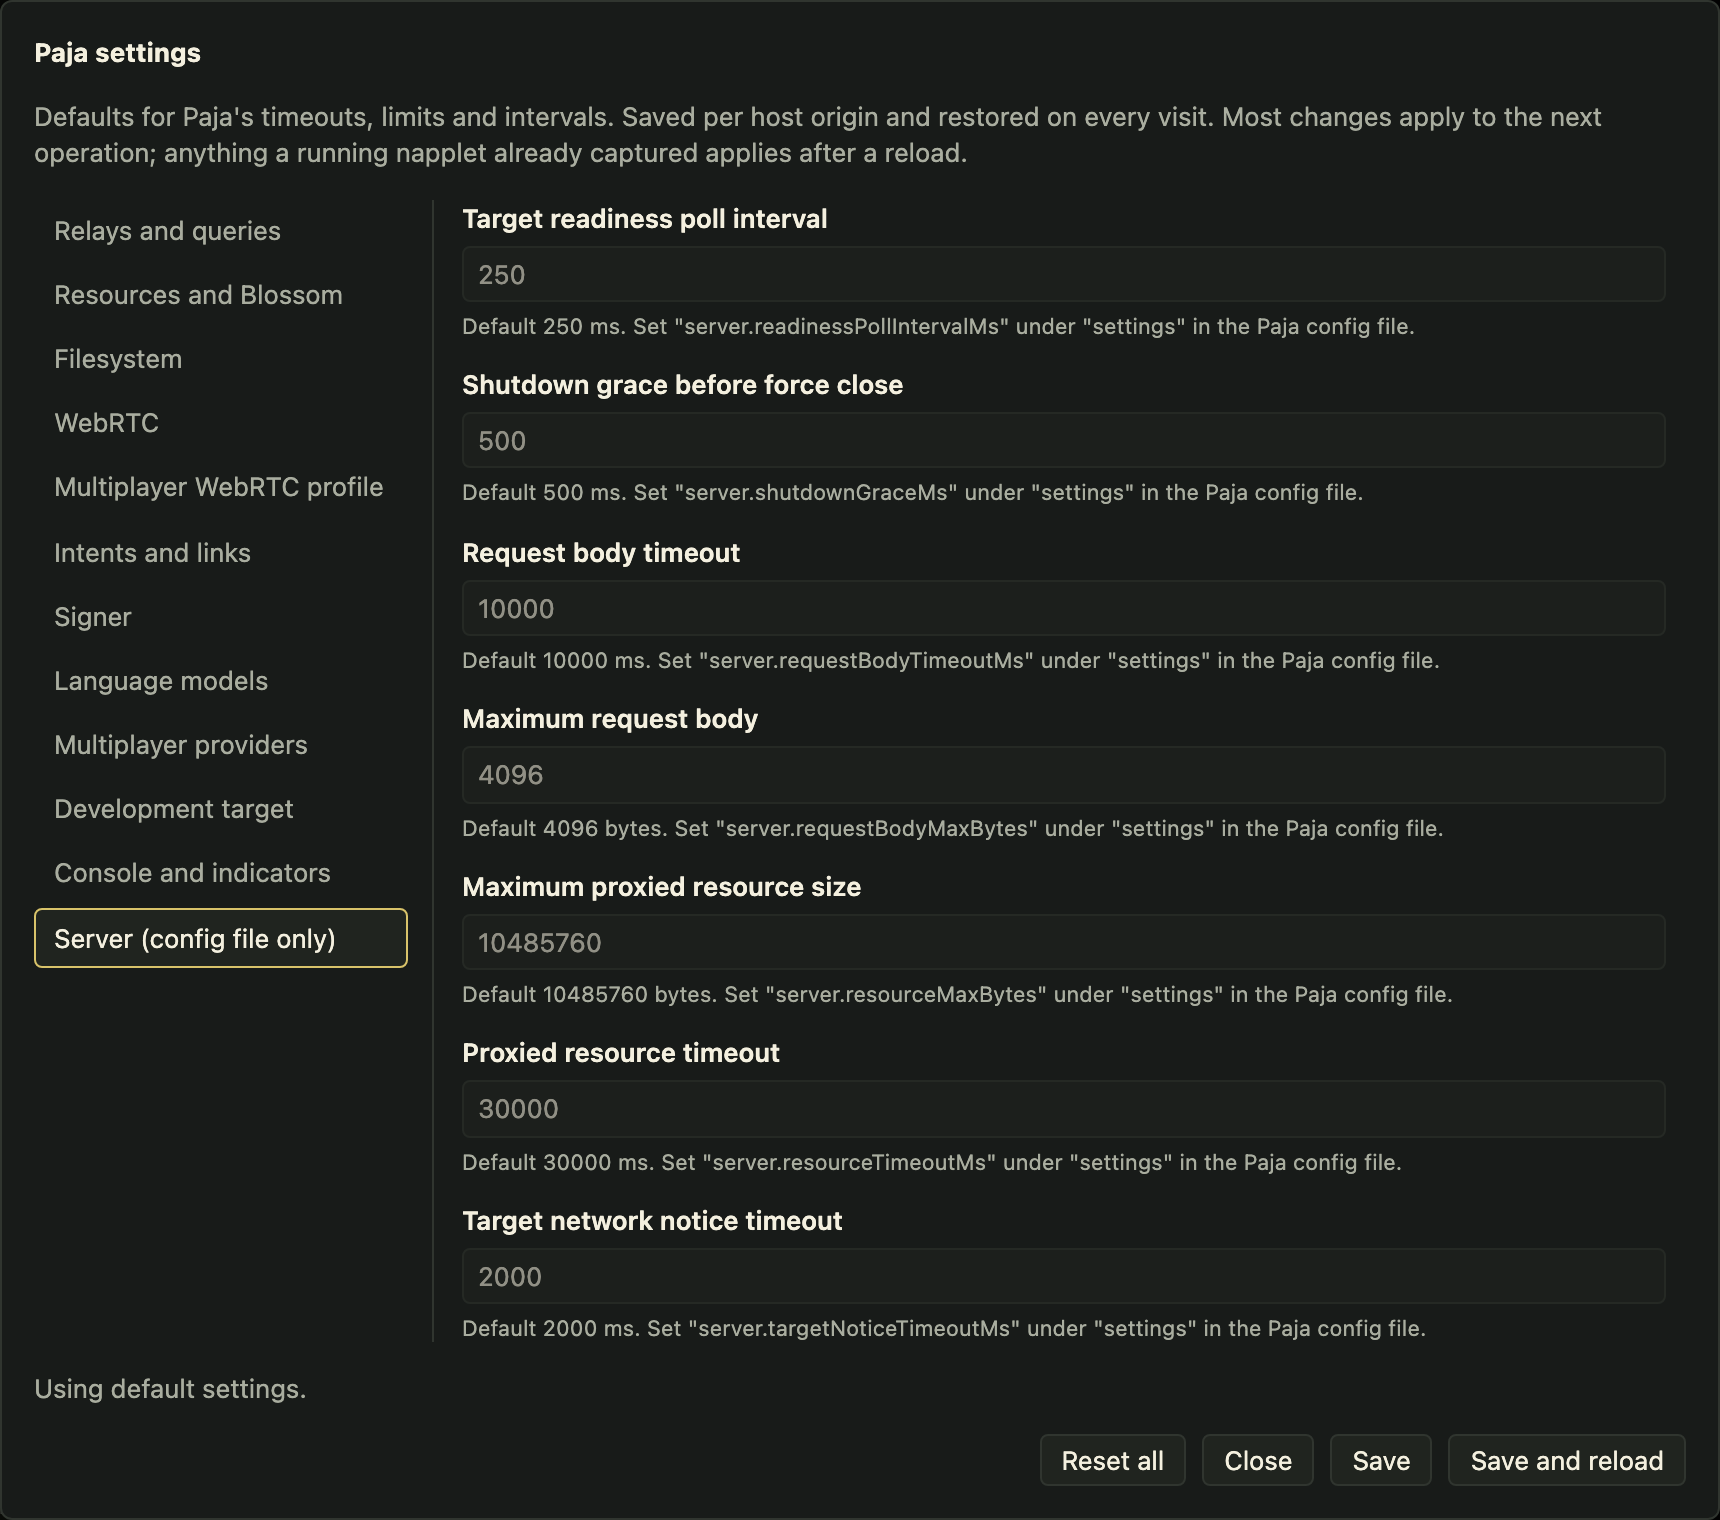 Paja settings
Defaults for Paja's timeouts, limits and intervals. Saved per host origin and restored on every visit. Most changes apply to the next
operation; anything a running napplet already captured applies after a reload.
Relays and queries
Resources and Blossom
Filesystem
WebRTC
Multiplayer WebRTC profile
Intents and links
Signer
Language models
Multiplayer providers
Development target
Console and indicators
Server (config file only)
Target readiness poll interval
250
Default 250 ms. Set "server.readinessPollIntervalMs" under "settings" in the Paja config file.
Shutdown grace before force close
500
Default 500 ms. Set "server.shutdownGraceMs" under "settings" in the Paja config file.
Request body timeout
10000
Default 10000 ms. Set "server.requestBodyTimeoutMs" under "settings" in the Paja config file.
Maximum request body
4096
Default 4096 bytes. Set "server.requestBodyMaxBytes" under "settings" in the Paja config file.
Maximum proxied resource size
10485760
Default 10485760 bytes. Set "server.resourceMaxBytes" under "settings" in the Paja config file.
Proxied resource timeout
30000
Default 30000 ms. Set "server.resourceTimeoutMs" under "settings" in the Paja config file.
Target network notice timeout
2000
Default 2000 ms. Set "server.targetNoticeTimeoutMs" under "settings" in the Paja config file.
Using default settings.
Reset all
Close
Save
Save and reload